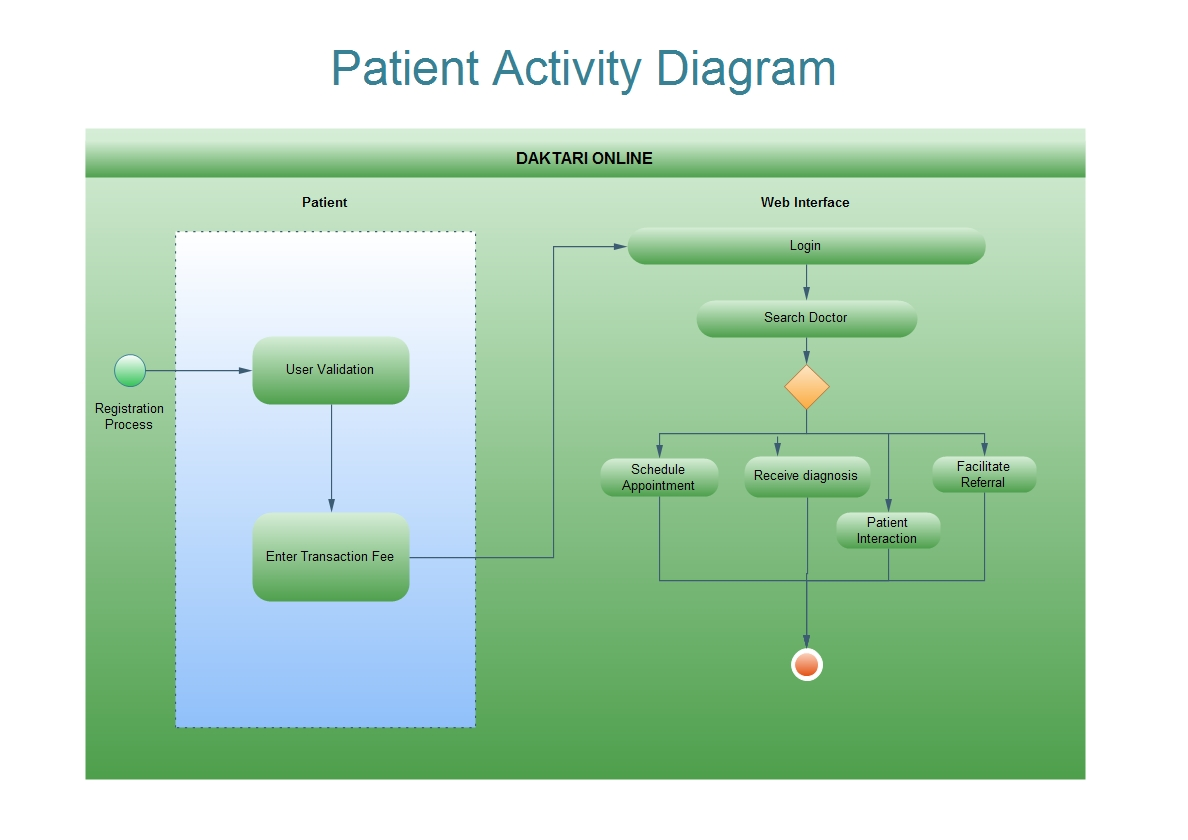 Patient Activity Diagram
DAKTARI ONLINE
Patient
Web Interface
Login
Search Doctor
User Validation
Registration
Process
Schedule
Appointment
Receive diagnosis
Facilitate
Referral
Patient
Interaction
Enter Transaction Fee